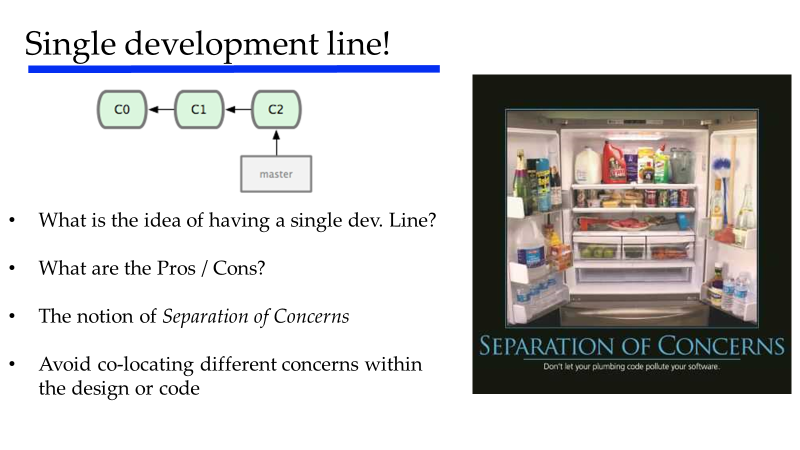 Single development line!
C0
C1
C2
master
• What is the idea of having a single dev. Line?
• What are the Pros / Cons?
• The notion of Separation of Concerns
• Avoid co-locating different concerns within
the design or code
SEPARATION OF CONCERNS
Don't let your plumbing code pollute your software.